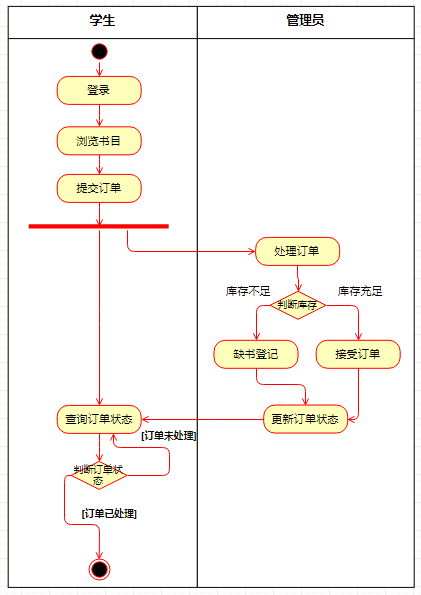 学生
管理员
登录
浏览书目
提交订单
处理订单
库存不足
库存充足
判断库存
缺书登记
接受订单
查询订单状态
更新订单状态
[订单未处理]
判断订单状
态
[订单已处理]